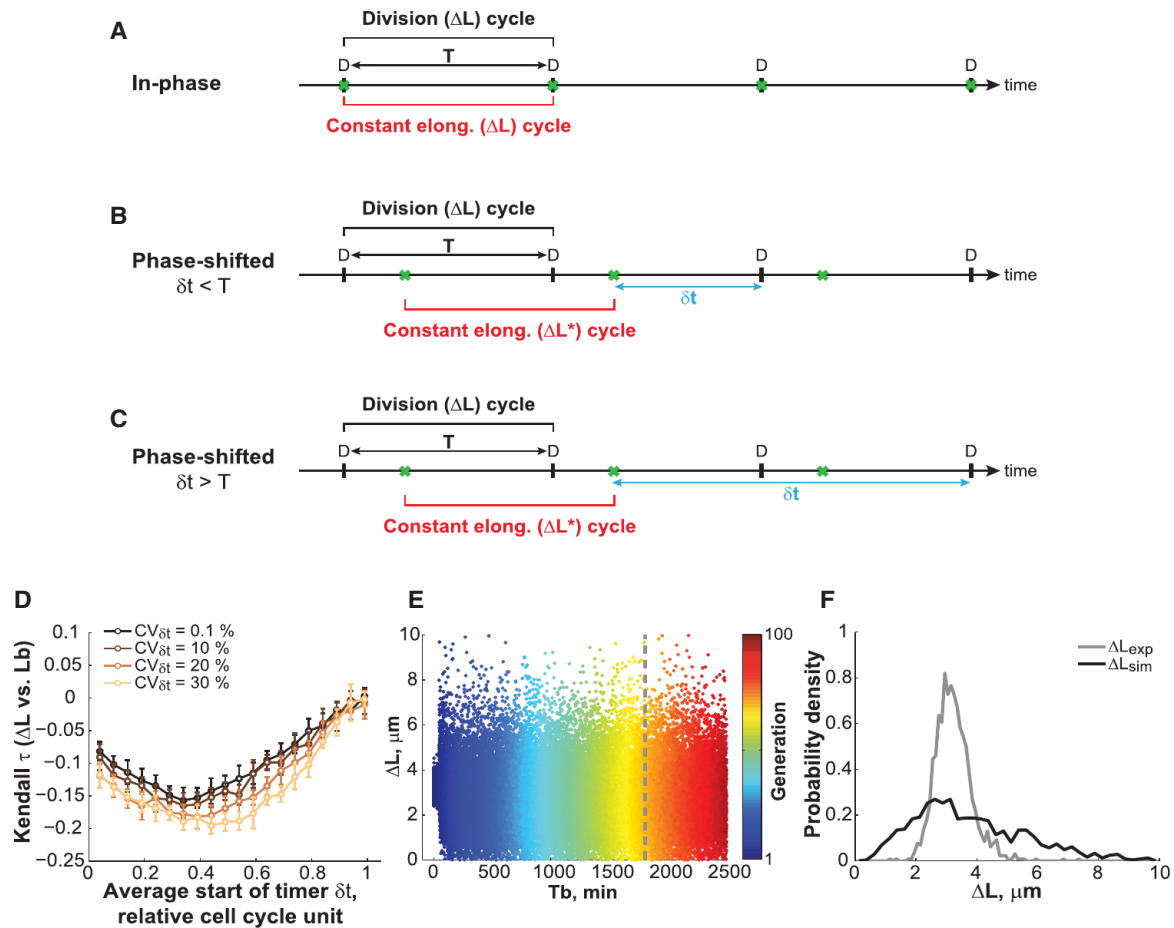 A
Division (ΔL) cycle
T
D D D D
In-phase
time
Constant elong. (ΔL) cycle
B
Division (ΔL) cycle
T
D D D D
Phase-shifted
δt < T
time
δt
Constant elong. (ΔL*) cycle
C
Division (ΔL) cycle
T
D D D D
Phase-shifted
δt > T
time
δt
Constant elong. (ΔL*) cycle
D
Kendall τ (ΔL vs. Lb)
0.1
0.05
0
−0.05
−0.1
−0.15
−0.2
−0.25
CVδt = 0.1 %
CVδt = 10 %
CVδt = 20 %
CVδt = 30 %
0 0.2 0.4 0.6 0.8 1
Average start of timer δt,
relative cell cycle unit
E
ΔL, μm
10
8
6
4
2
0
0 500 1000 1500 2000 2500
Tb, min
100
Generation
1
F
Probability density
1
0.8
0.6
0.4
0.2
0
ΔLexp
ΔLsim
0 2 4 6 8 10
ΔL, μm